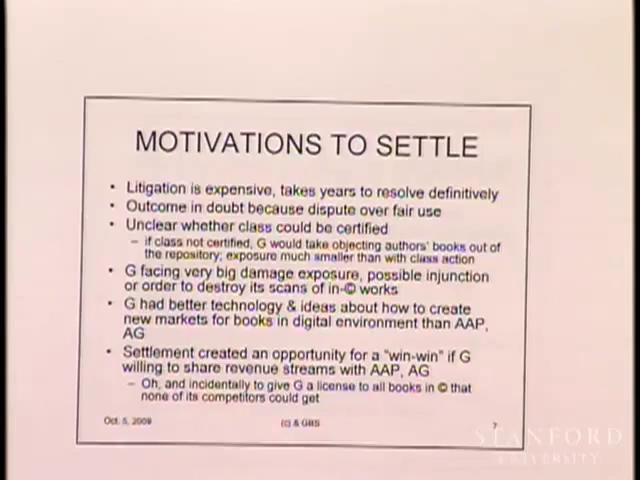 MOTIVATIONS TO SETTLE
• Litigation is expensive, takes years to resolve definitively
• Outcome in doubt because dispute over fair use
• Unclear whether class could be certified
– if class not certified, G would take objecting authors' books out of
the repository; exposure much smaller than with class action
• G facing very big damage exposure, possible injunction
or order to destroy its scans of in-© works
• G had better technology & ideas about how to create
new markets for books in digital environment than AAP,
AG
• Settlement created an opportunity for a "win-win" if G
willing to share revenue streams with AAP, AG
– Oh, and incidentally to give G a license to all books in © that
none of its competitors could get
Oct. 5, 2009
(c) & GBS
7
STANFORD
UNIVERSITY